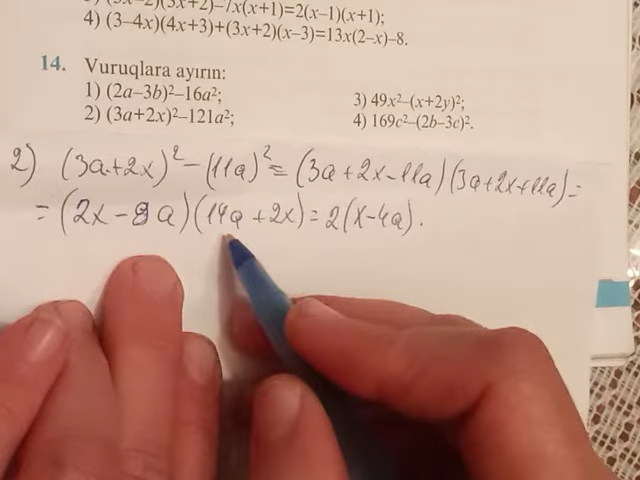 4) (3–4x)(4x+3)+(3x+2)(x–3)=13x(2–x)–8.
14. Vuruqlara ayırın:
1) (2a–3b)²–16a²;
2) (3a+2x)²–121a²;
3) 49x²–(x+2y)²;
4) 169c²–(2b–3c)².
2) (3a+2x)²–(11a)²=(3a+2x–11a)(3a+2x+11a)=
=(2x–8a)(14a+2x)=2(x–4a).